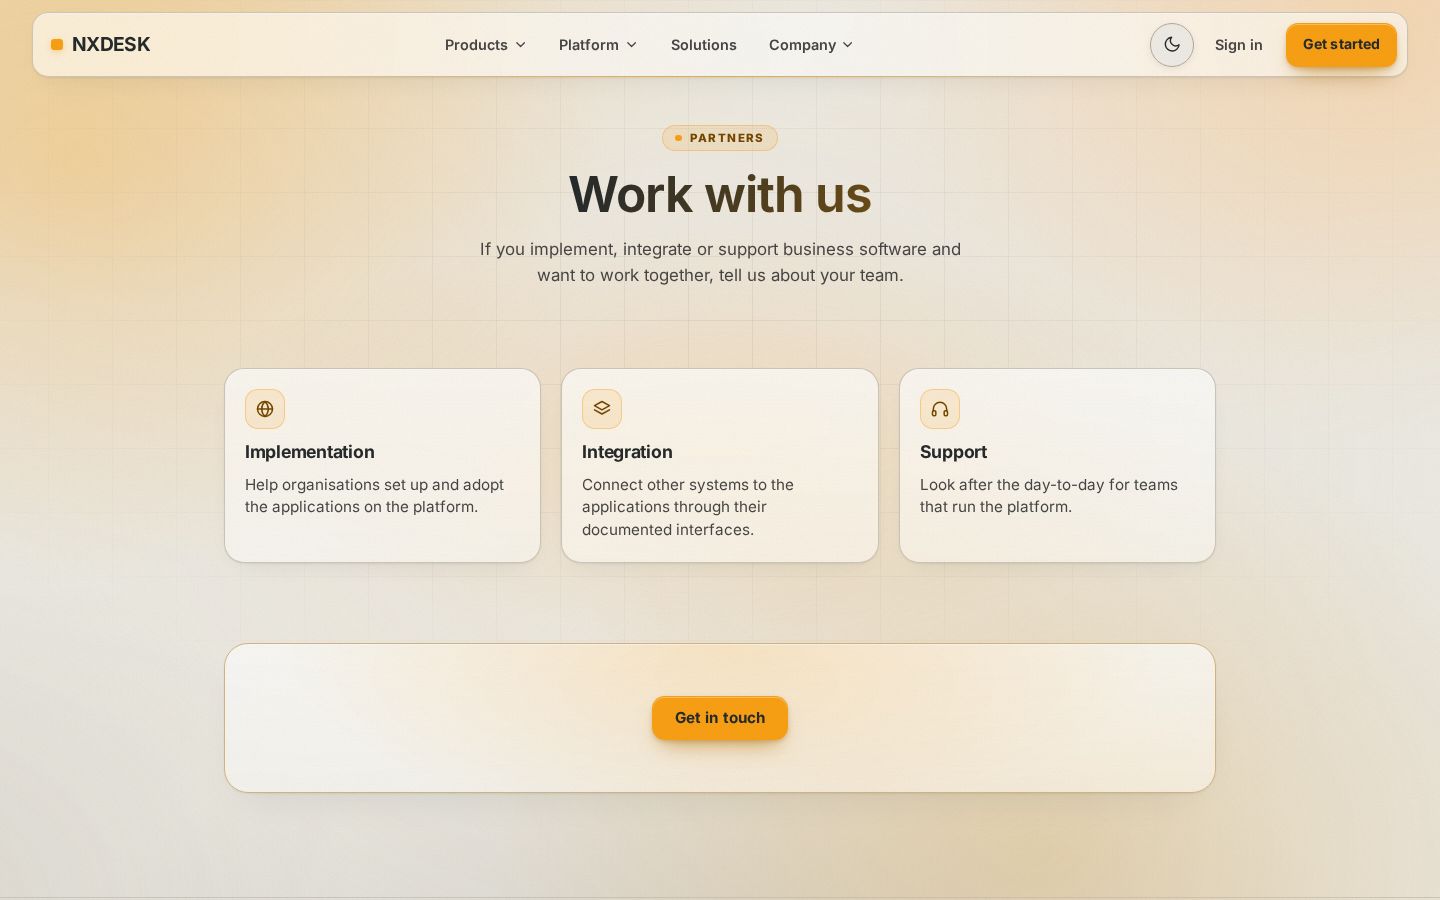 NXDESK
Products
Platform
Solutions
Company
Sign in
Get started
PARTNERS
Work with us
If you implement, integrate or support business software and
want to work together, tell us about your team.
Implementation
Help organisations set up and adopt
the applications on the platform.
Integration
Connect other systems to the
applications through their
documented interfaces.
Support
Look after the day-to-day for teams
that run the platform.
Get in touch